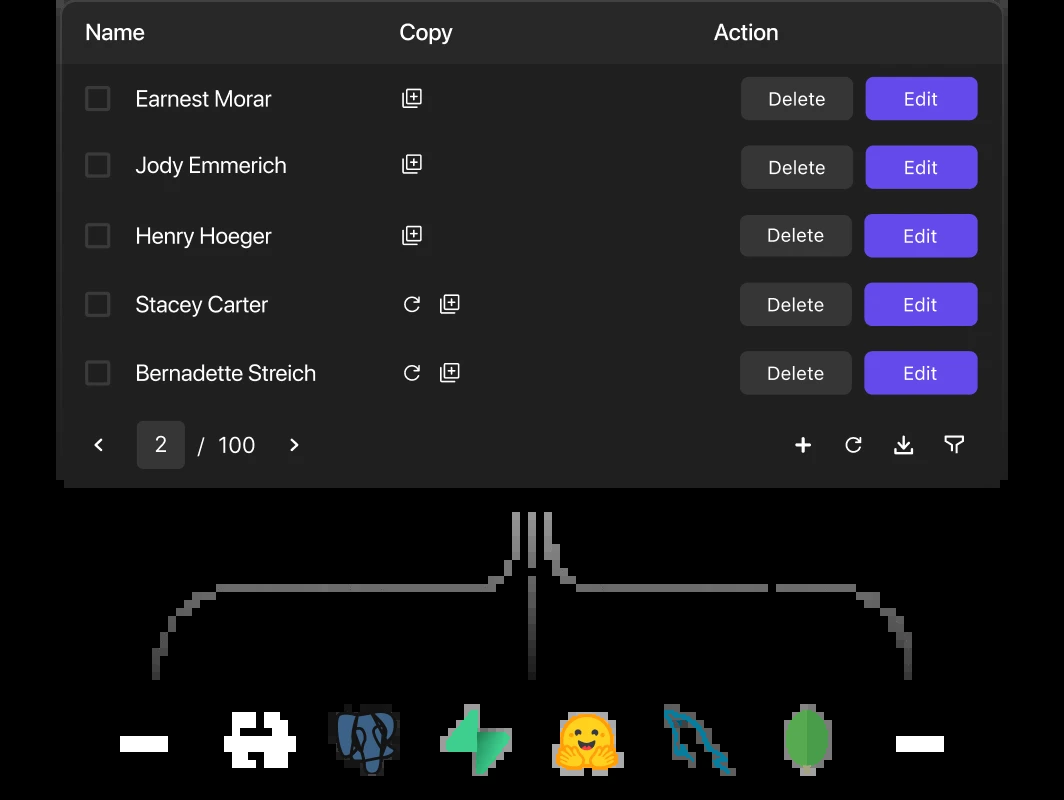 Name Copy Action
Earnest Morar Delete Edit
Jody Emmerich Delete Edit
Henry Hoeger Delete Edit
Stacey Carter Delete Edit
Bernadette Streich Delete Edit
2 / 100